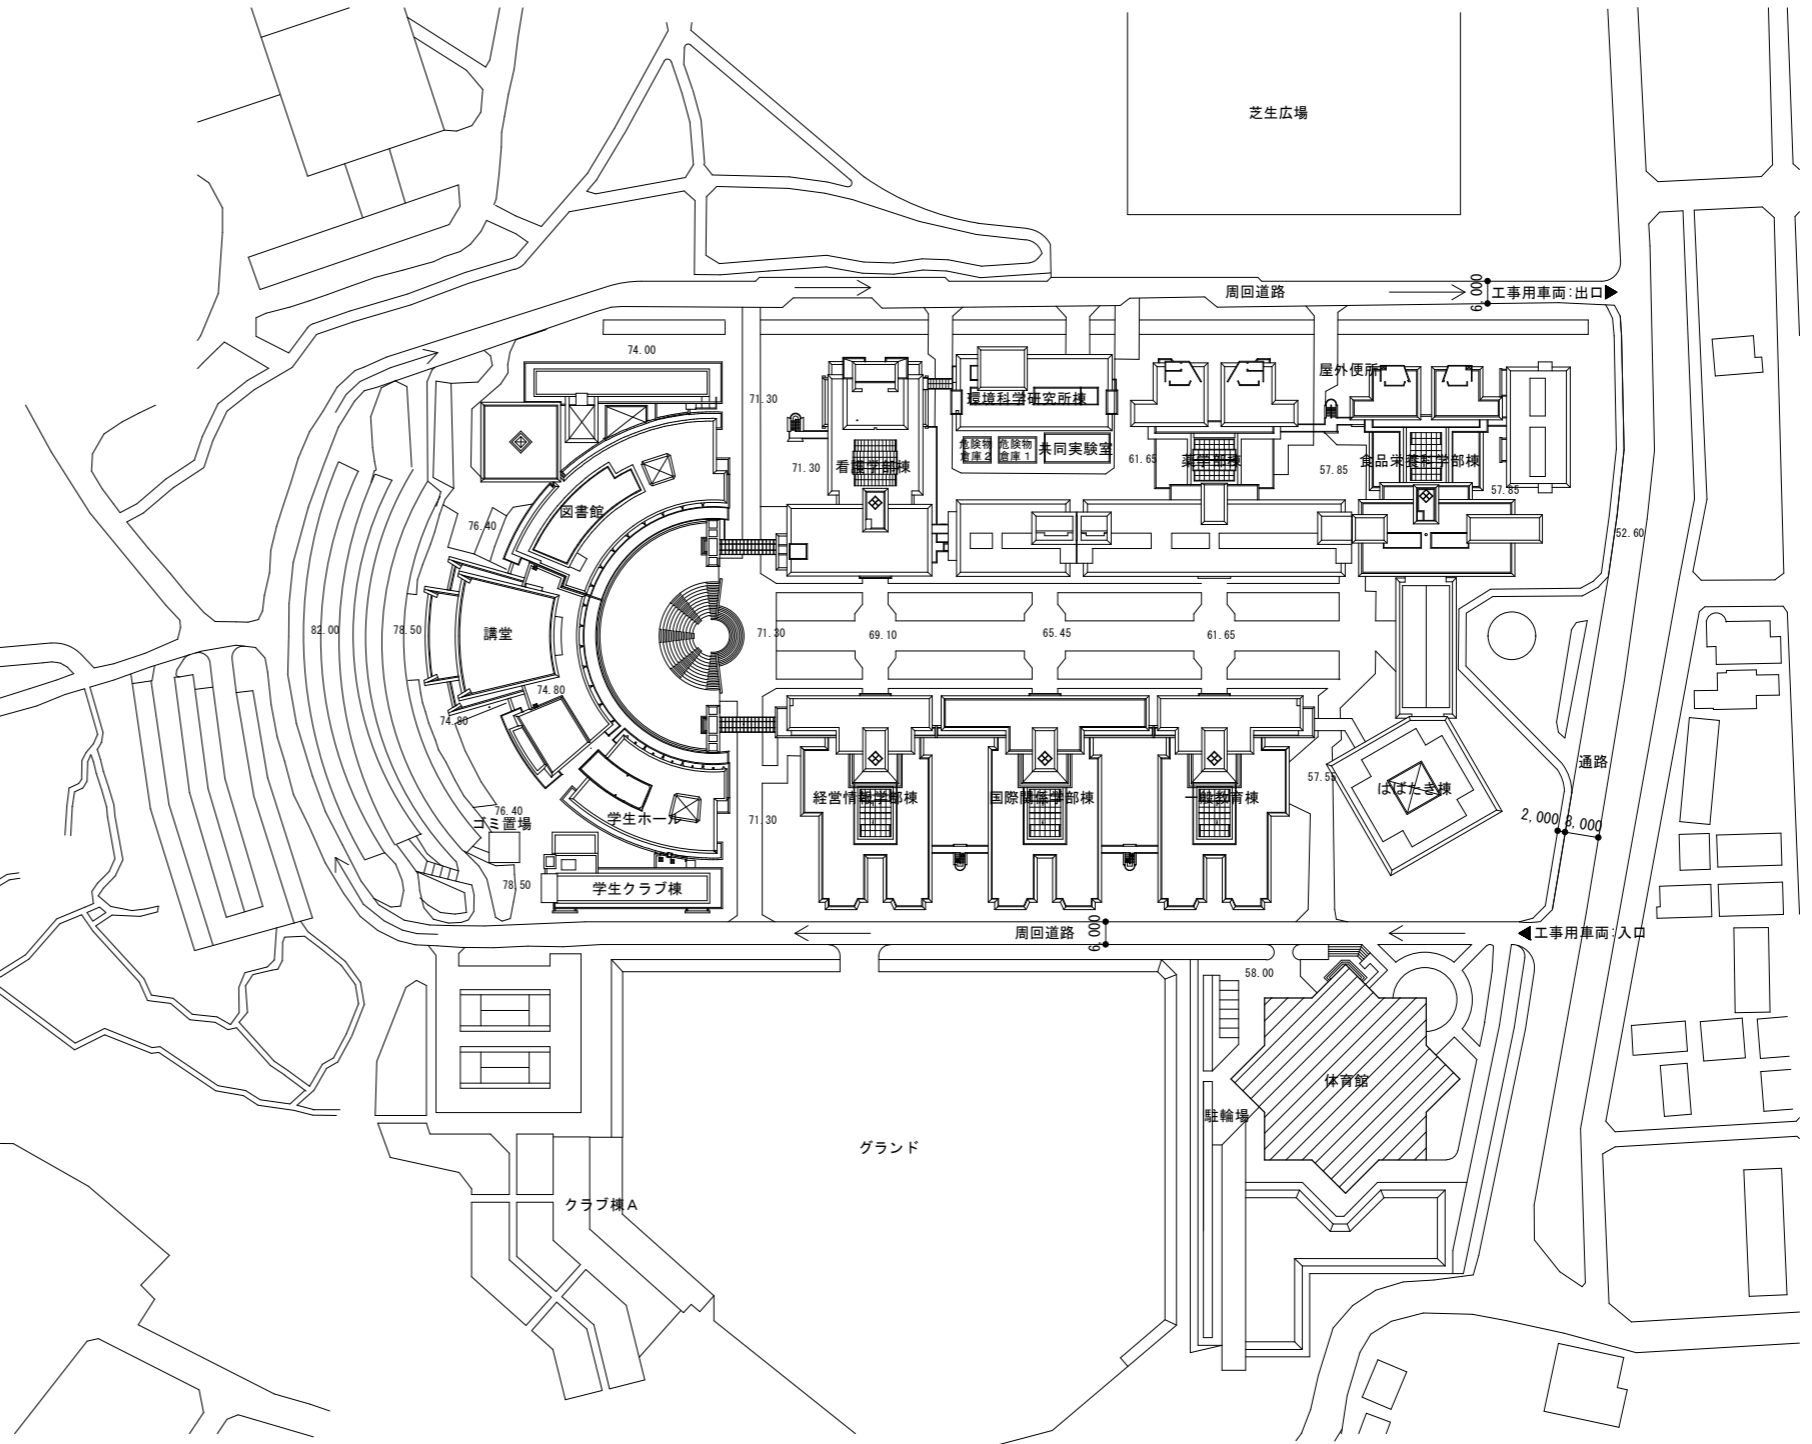 芝生広場
周回道路
6,000
工事用車両:出口
74.00
屋外便所
71.30
環境科学研究所棟
危険物
倉庫2
危険物
倉庫1
共同実験室
71.30
看護学部棟
61.65
薬学部棟
57.85
食品栄養科学部棟
57.85
76.40
図書館
52.60
82.00
78.50
講堂
71.30
69.10
65.45
61.65
74.80
74.80
通路
57.55
はばたき棟
経営情報学部棟
国際関係学部棟
一般教育棟
76.40
ゴミ置場
学生ホール
71.30
2,000
8,000
78.50
学生クラブ棟
周回道路
6,000
工事用車両:入口
58.00
体育館
駐輪場
グランド
クラブ棟A